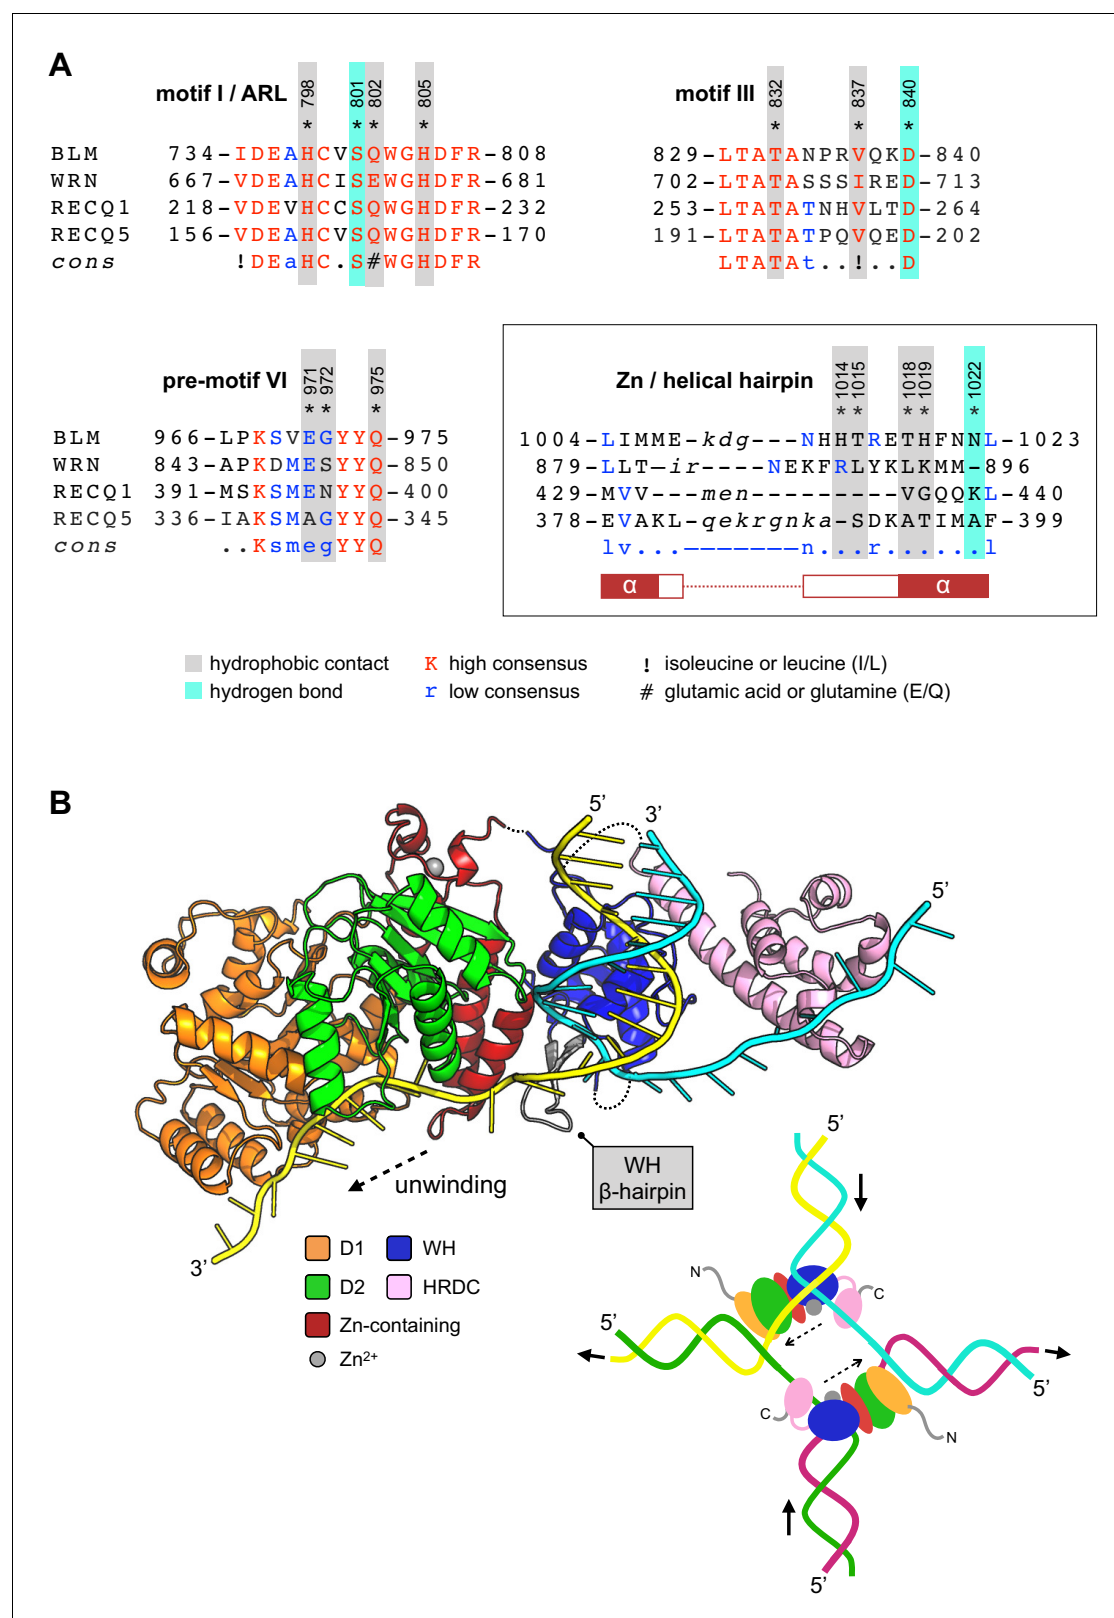 A
motif I / ARL
798
801
802
805
* * * *
BLM 734–IDEAHCVSQWGHDFR–808
WRN 667–VDEAHCISEWGHDFR–681
RECQ1 218–VDEVHCCSQWGHDFR–232
RECQ5 156–VDEAHCVSQWGHDFR–170
cons !DEaHC.S#WGHDFR
motif III
832
837
840
* * *
829–LTATANPRVQKD–840
702–LTATASSSIRED–713
253–LTATATNHVLTD–264
191–LTATATPQVQED–202
LTATAt..!..D
pre-motif VI
971
972
975
* * *
BLM 966–LPKSVEGYYQ–975
WRN 843–APKDMESYYQ–850
RECQ1 391–MSKSMENYYQ–400
RECQ5 336–IAKSMAGYYQ–345
cons ..KsmegYYQ
Zn / helical hairpin
1014
1015
1018
1019
1022
* * * * *
1004–LIMME–kdg–––NHHTRETHFNNL–1023
879–LLT–ir––––NEKFRLYKLKMM–896
429–MVV–––men–––––––––VGQQKL–440
378–EVAKL–qekrgnka–SDKATIMAF–399
lv...–––––––n...r.....l
α α
hydrophobic contact
K high consensus
! isoleucine or leucine (I/L)
hydrogen bond
r low consensus
# glutamic acid or glutamine (E/Q)
B
5’
3’
5’
3’
unwinding
WH
β-hairpin
D1
WH
D2
HRDC
Zn-containing
Zn2+
5’
N
C
5’
5’
C
N
5’